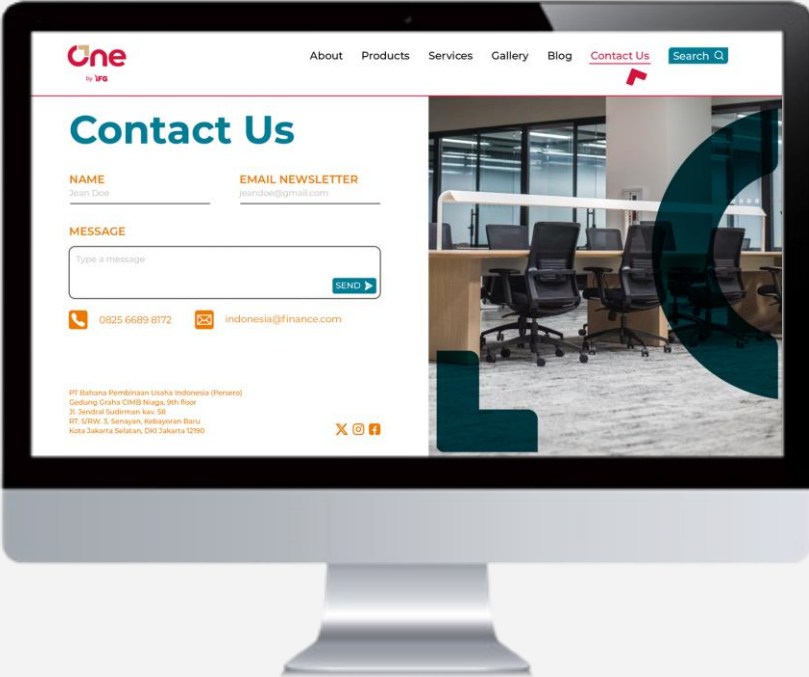 One
by IFG
About Products Services Gallery Blog Contact Us Search
Contact Us
NAME EMAIL NEWSLETTER
Jean Doe jeandoe@gmail.com
MESSAGE
Type a message
SEND
0825 6689 8172 indonesia@finance.com
PT Bahana Pembinaan Usaha Indonesia (Persero)
Gedung Graha CIMB Niaga, 9th floor
Jl. Jendral Sudirman kav. 58
RT. 5/RW. 3, Senayan, Kebayoran Baru
Kota Jakarta Selatan, DKI Jakarta 12190